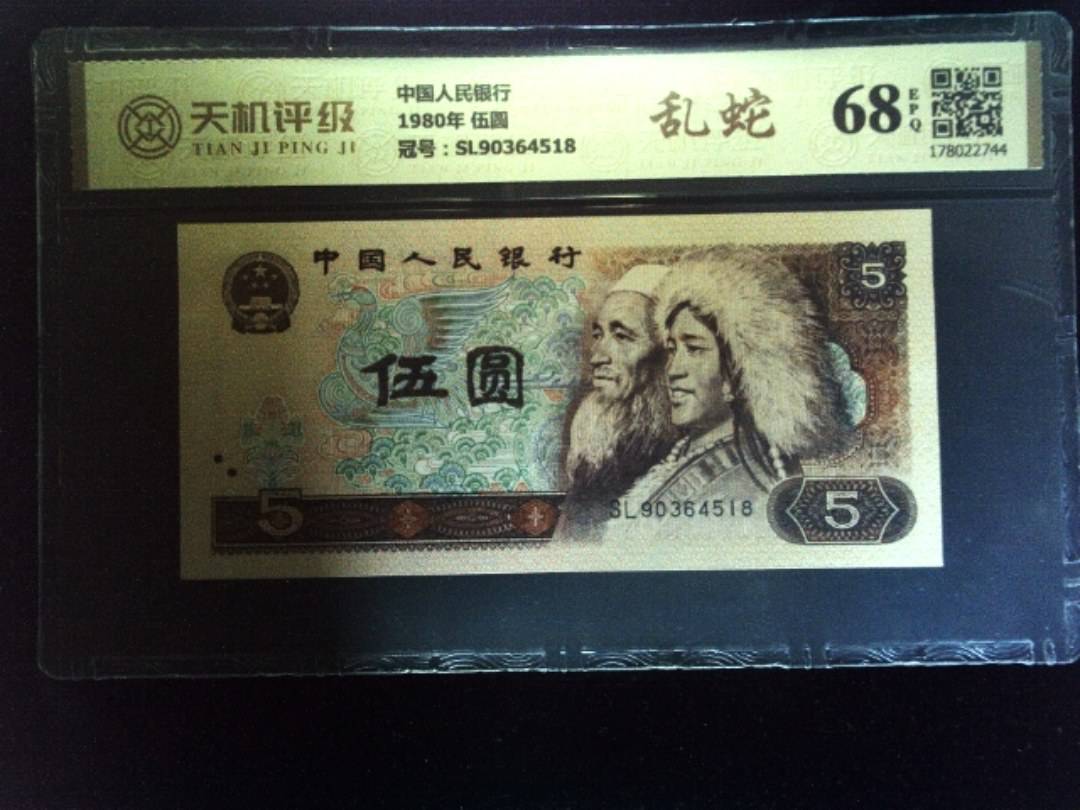 天机评级
TIAN JI PING JI
中国人民银行
1980年 伍圆
冠号：SL90364518
乱蛇
68
EPQ
178022744
中国人民银行
5
伍圆
5
SL90364518
5